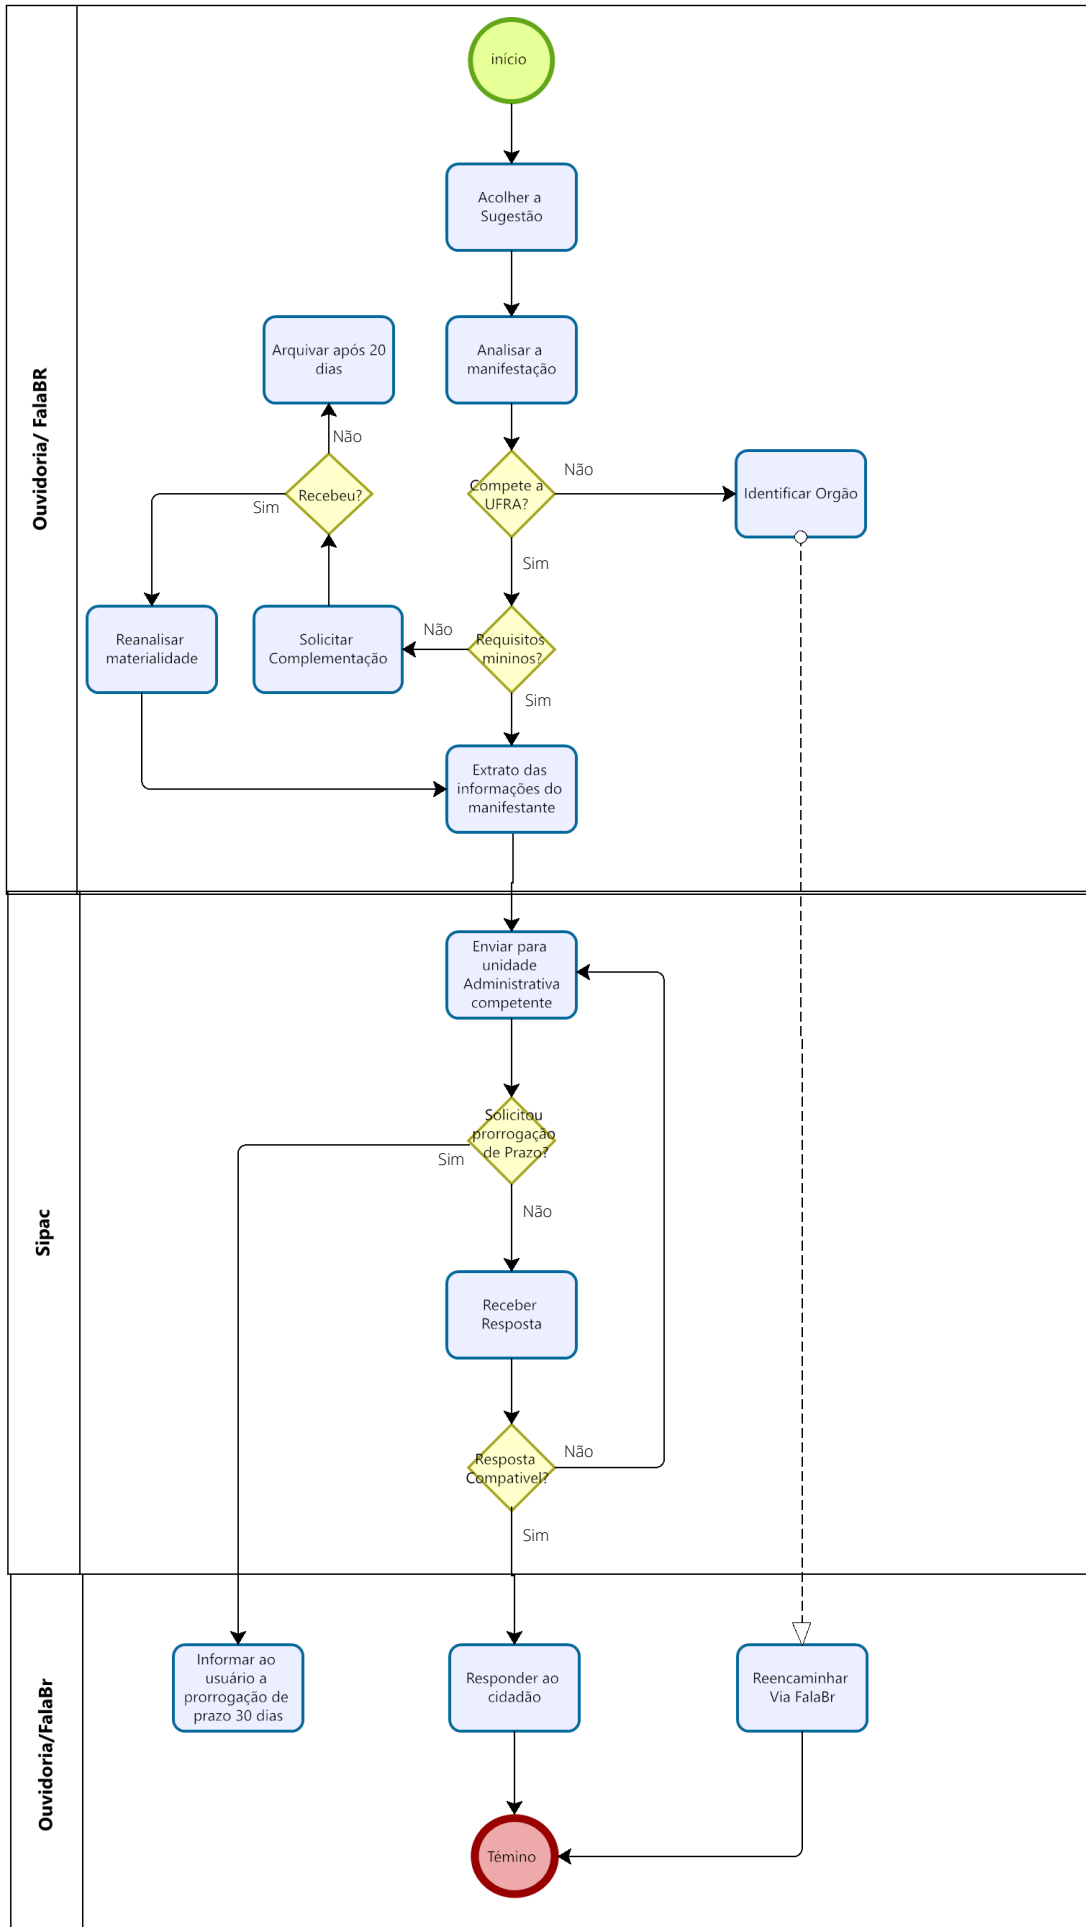 início
Acolher a
Sugestão
Arquivar após 20
dias
Analisar a
manifestação
Não
Recebeu?
Sim
Compete a
UFRA?
Não
Identificar Orgão
Sim
Reanalisar
materialidade
Solicitar
Complementação
Não
Requisitos
mininos?
Sim
Extrato das
informações do
manifestante
Ouvidoria/ FalaBR
Enviar para
unidade
Administrativa
competente
Solicitou
prorrogação
de Prazo?
Sim
Não
Receber
Resposta
Resposta
Compativel?
Não
Sim
Sipac
Informar ao
usuário a
prorrogação de
prazo 30 dias
Responder ao
cidadão
Reencaminhar
Via FalaBr
Témino
Ouvidoria/FalaBr